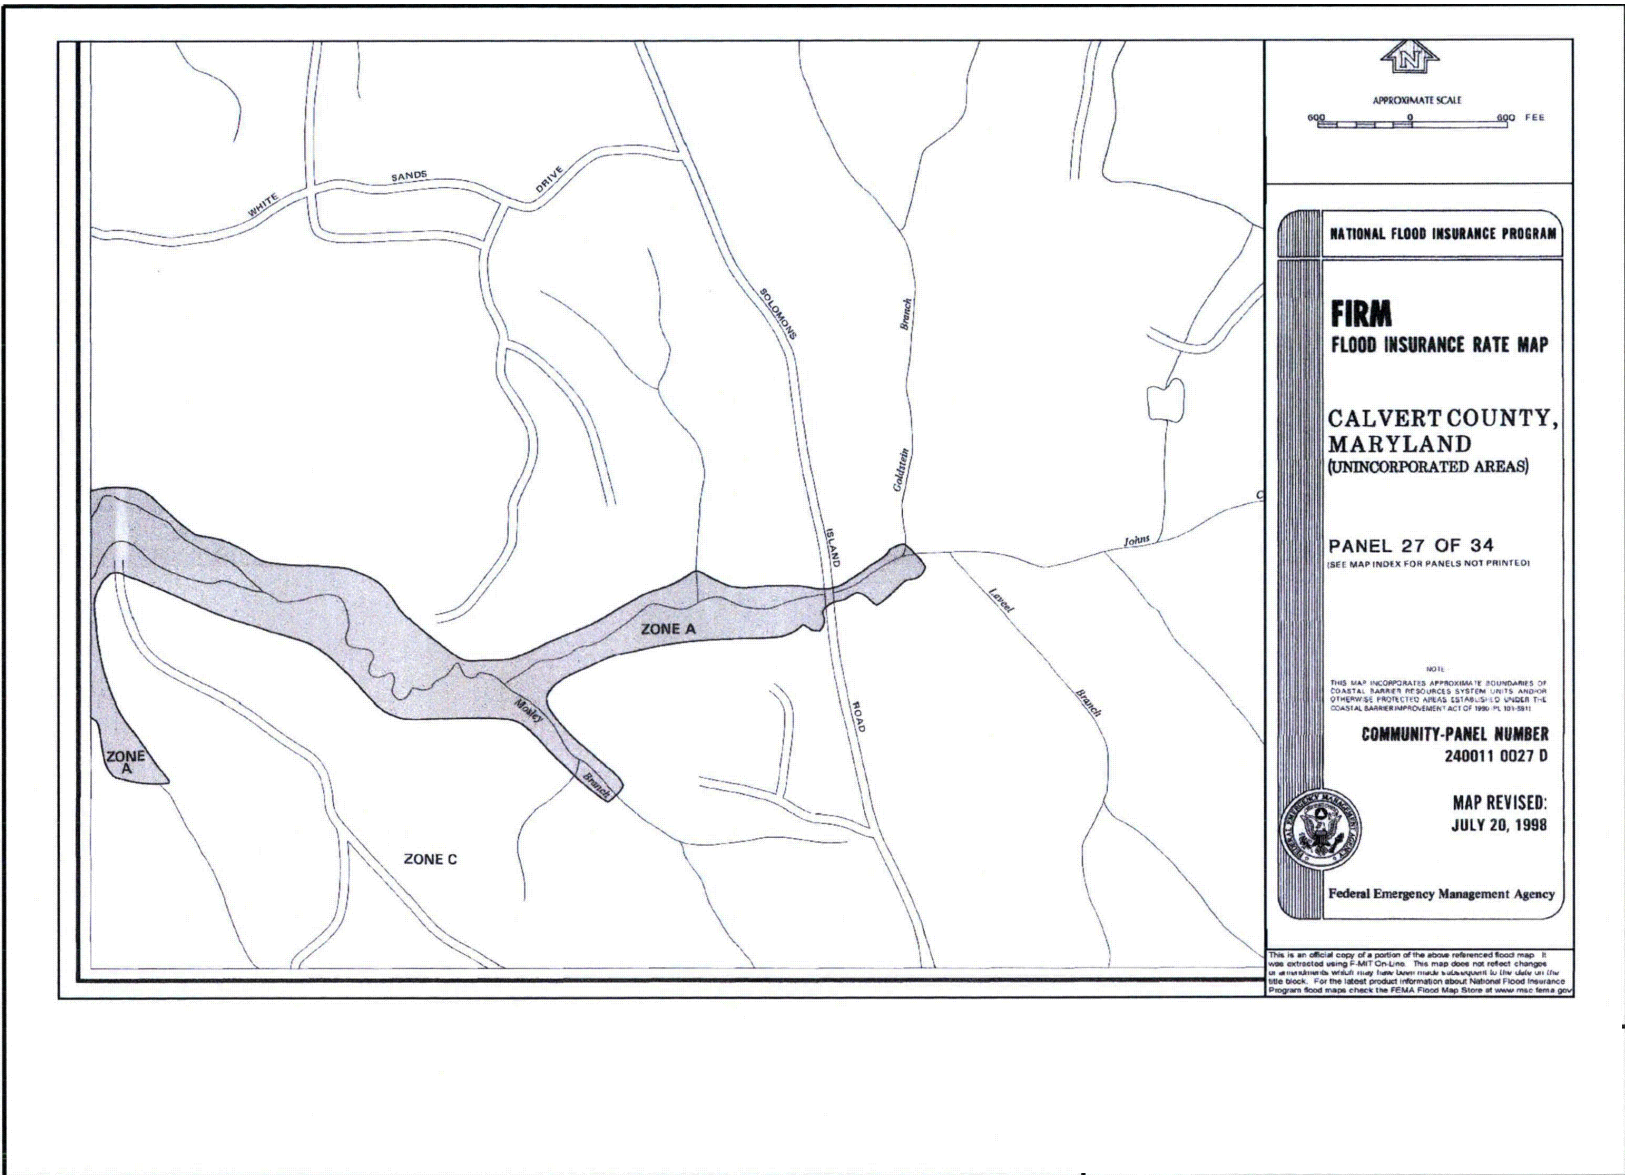 N
APPROXIMATE SCALE
600 0 600 FEE
NATIONAL FLOOD INSURANCE PROGRAM
FIRM
FLOOD INSURANCE RATE MAP
CALVERT COUNTY,
MARYLAND
(UNINCORPORATED AREAS)
PANEL 27 OF 34
(SEE MAP INDEX FOR PANELS NOT PRINTED)
NOTE
THIS MAP INCORPORATES APPROXIMATE BOUNDARIES OF
COASTAL BARRIER RESOURCES SYSTEM UNITS AND/OR
OTHERWISE PROTECTED AREAS ESTABLISHED UNDER THE
COASTAL BARRIER IMPROVEMENT ACT OF 1990 (PL 101-591)
COMMUNITY-PANEL NUMBER
240011 0027 D
MAP REVISED:
JULY 20, 1998
FEDERAL EMERGENCY MANAGEMENT AGENCY
Federal Emergency Management Agency
This is an official copy of a portion of the above referenced flood map. It
was extracted using F-MIT On-Line. This map does not reflect changes
or amendments which may have been made subsequent to the date on the
title block. For the latest product information about National Flood Insurance
Program flood maps check the FEMA Flood Map Store at www.msc.fema.gov
WHITE
SANDS
DRIVE
SOLOMONS
ISLAND
ROAD
Goldstein
Branch
Johns
C
Laveel
Branch
ZONE A
Mosley
Branch
ZONE
A
ZONE C